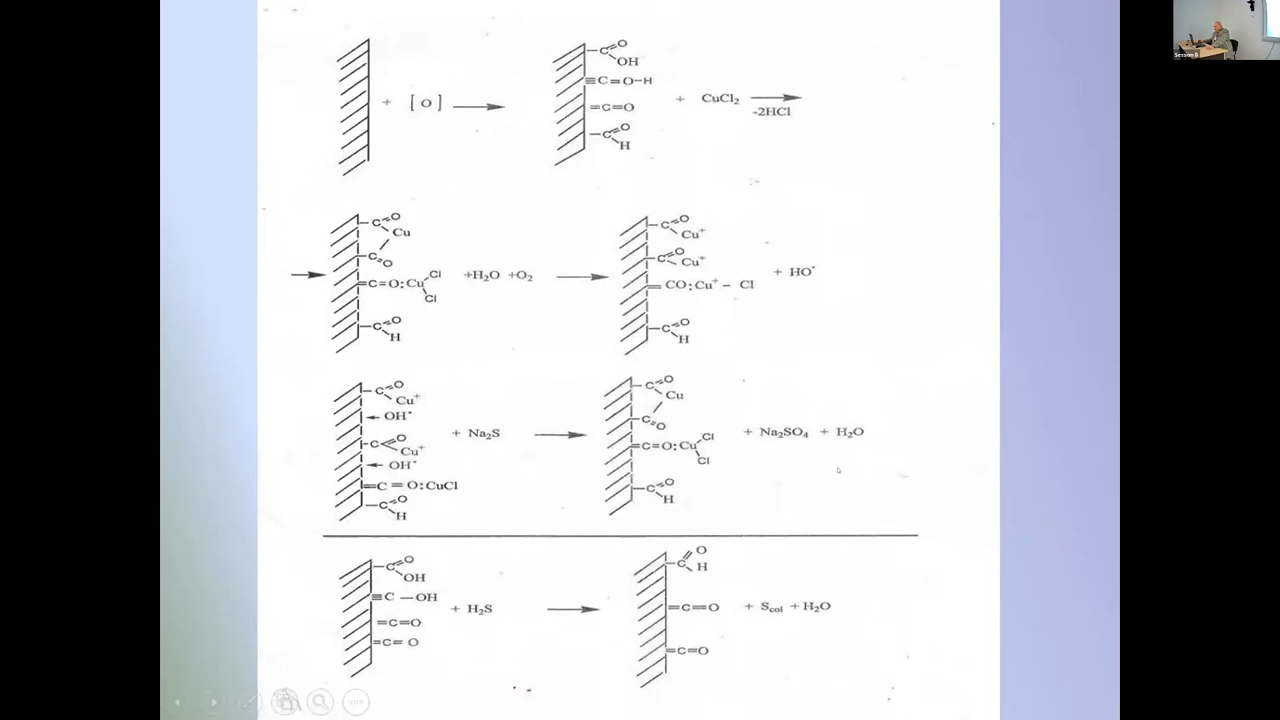 Session B
C=O
OH
+ [O] → ≡C=O-H + CuCl2 →
-2HCl
=C=O
C=O
H
C=O
Cu
C=O
→ =C=O:Cu Cl +H2O +O2 →
Cl
C=O
H
C=O
Cu+
C=O
Cu+
=CO:Cu+ – Cl + HO•
C=O
H
C=O
Cu+
← OH•
+ Na2S →
C=O
Cu+
← OH•
=C=O:CuCl
C=O
H
C=O
Cu
C=O
=C=O:Cu Cl + Na2SO4 + H2O
Cl
C=O
H
C=O
OH
≡C—OH + H2S →
=C=O
=C=O
C=O
H
=C=O + Scol + H2O
=C=O